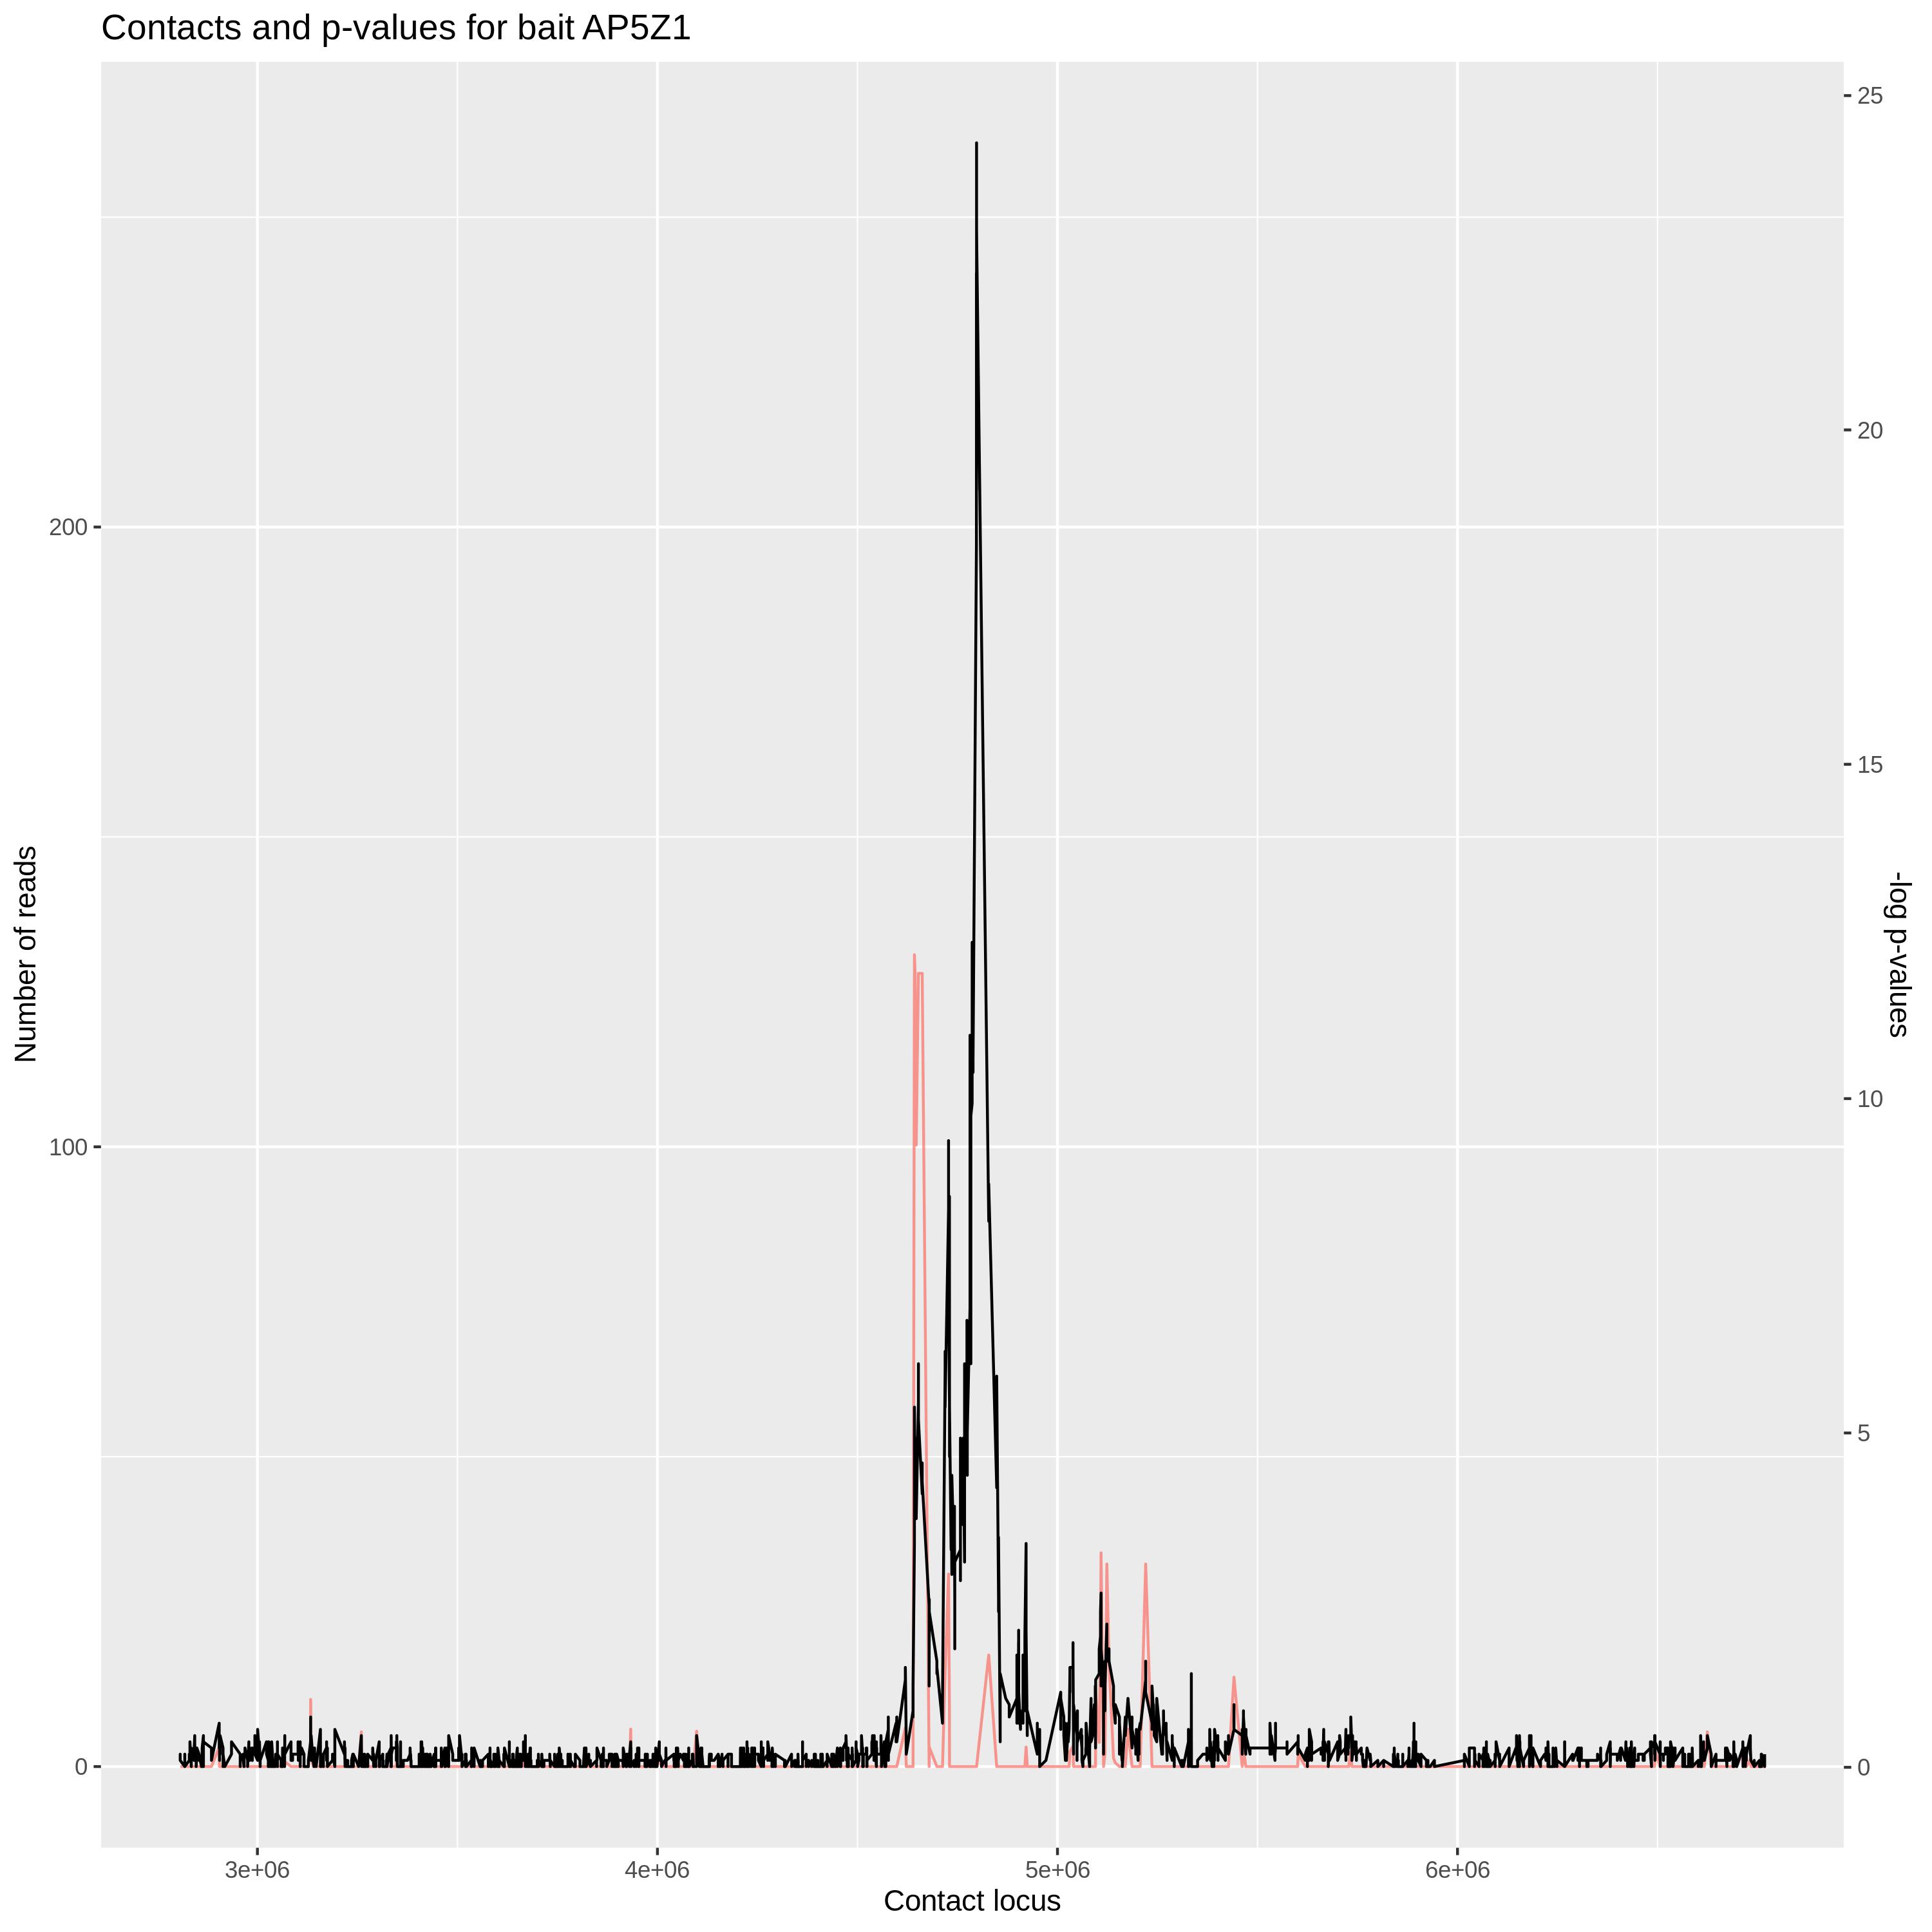 Contacts and p-values for bait AP5Z1
Number of reads
200
100
0
25
20
15
10
5
0
-log p-values
3e+06
4e+06
5e+06
6e+06
Contact locus